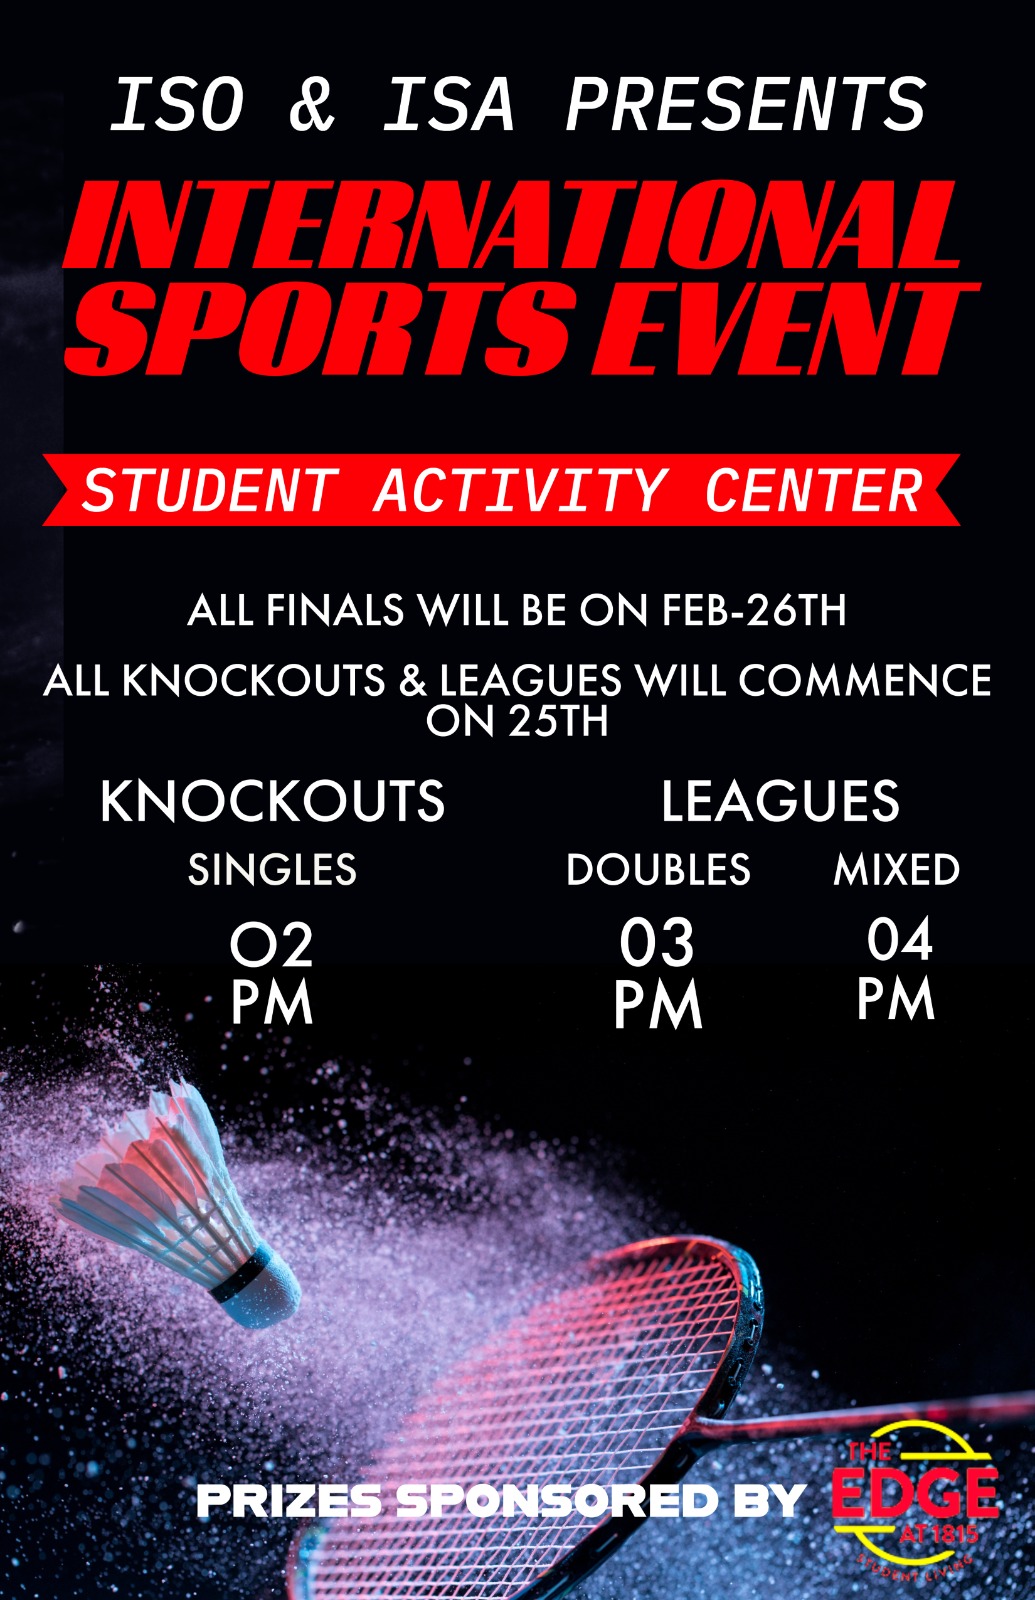 ISO & ISA PRESENTS
INTERNATIONAL
SPORTS EVENT
STUDENT ACTIVITY CENTER
ALL FINALS WILL BE ON FEB-26TH
ALL KNOCKOUTS & LEAGUES WILL COMMENCE
ON 25TH
KNOCKOUTS
SINGLES
O2
PM
LEAGUES
DOUBLES
03
PM
MIXED
04
PM
PRIZES SPONSORED BY
THE
EDGE
AT 1815
STUDENT LIVING